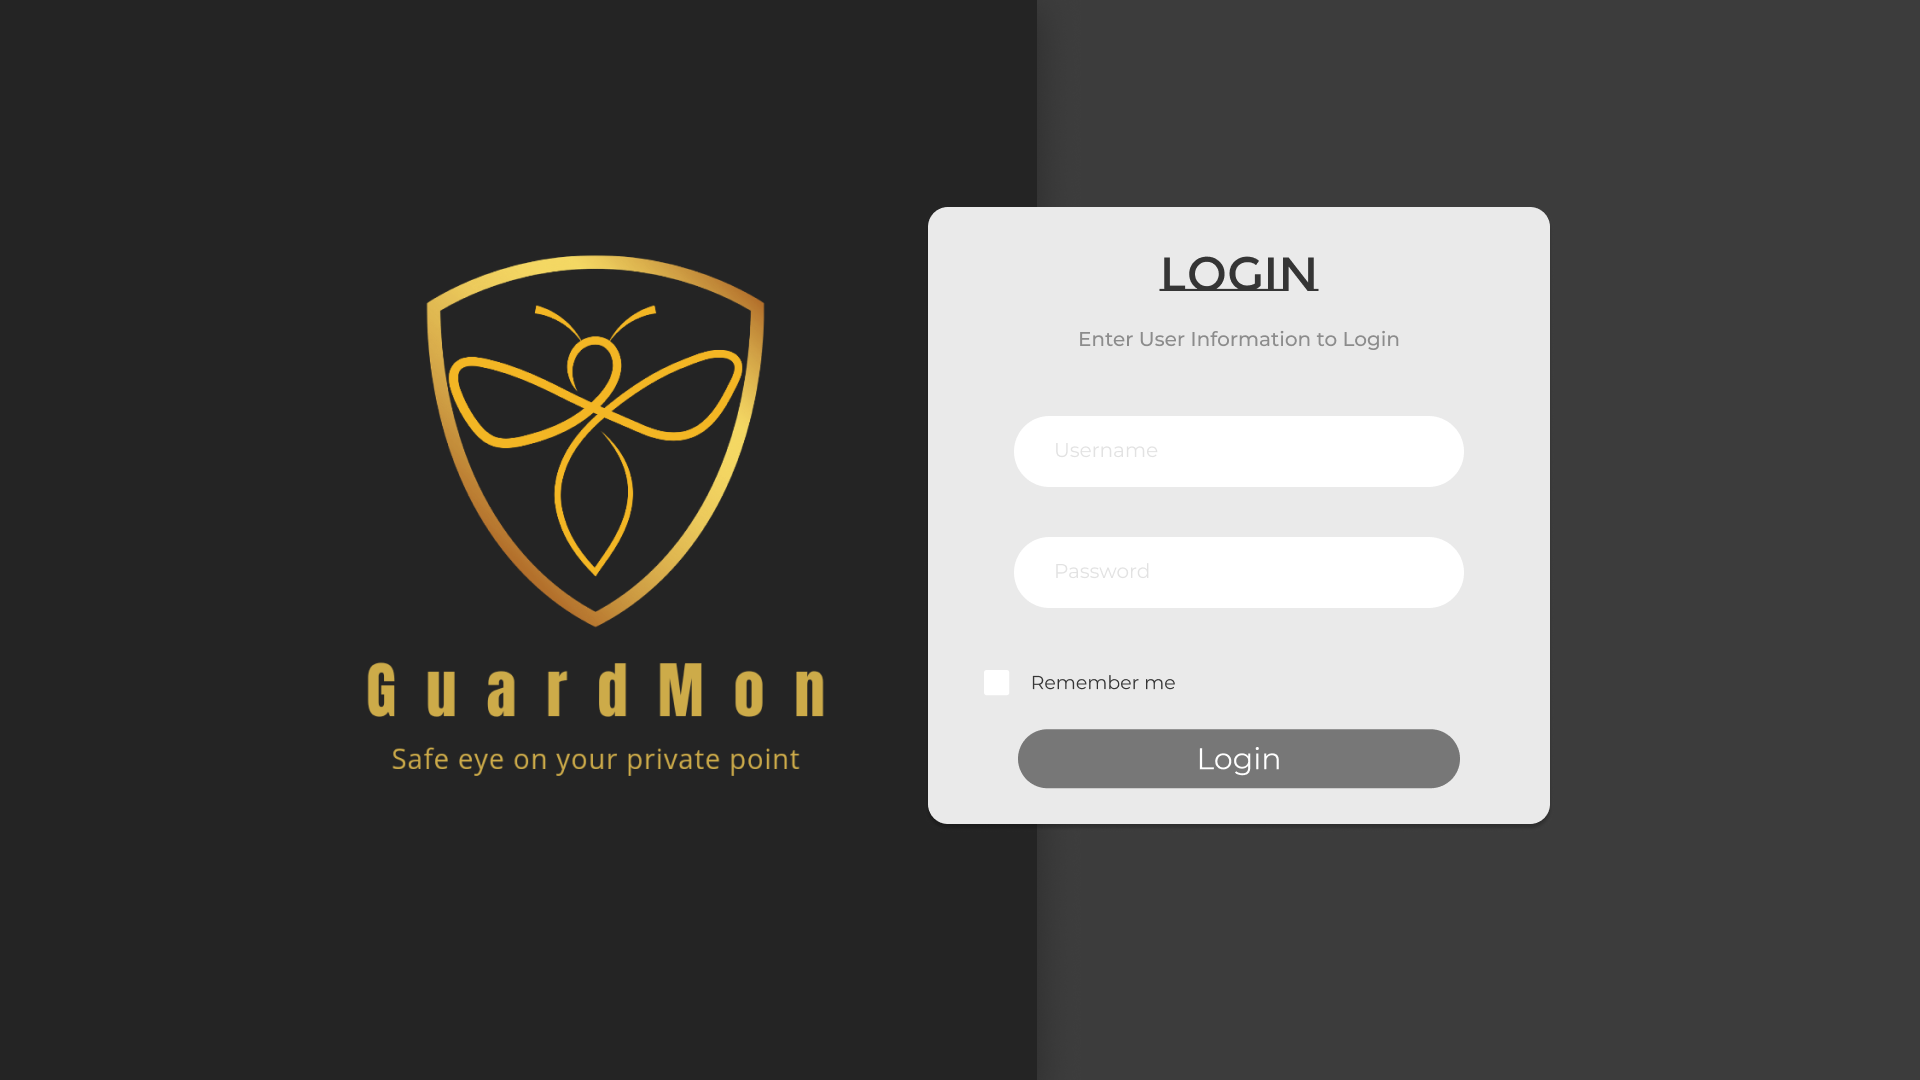 GuardMon
Safe eye on your private point
LOGIN
Enter User Information to Login
Username
Password
Remember me
Login